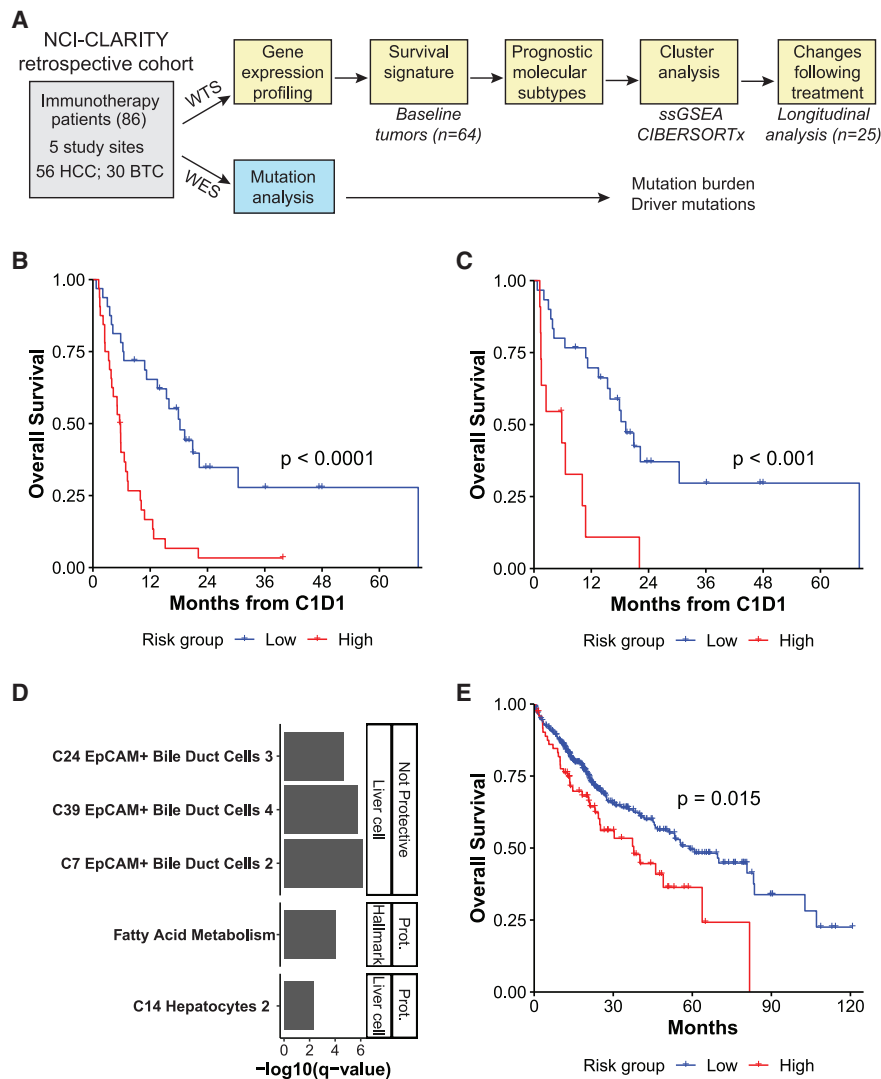 A
NCI-CLARITY
retrospective cohort
Immunotherapy
patients (86)
5 study sites
56 HCC; 30 BTC
WTS
WES
Gene
expression
profiling
Survival
signature
Baseline
tumors (n=64)
Prognostic
molecular
subtypes
Cluster
analysis
ssGSEA
CIBERSORTx
Changes
following
treatment
Longitudinal
analysis (n=25)
Mutation
analysis
Mutation burden
Driver mutations
B
Overall Survival
1.00
0.75
0.50
0.25
0.00
p < 0.0001
0 12 24 36 48 60
Months from C1D1
Risk group Low High
C
Overall Survival
1.00
0.75
0.50
0.25
0.00
p < 0.001
0 12 24 36 48 60
Months from C1D1
Risk group Low High
D
C24 EpCAM+ Bile Duct Cells 3
C39 EpCAM+ Bile Duct Cells 4
C7 EpCAM+ Bile Duct Cells 2
Liver cell
Not Protective
Fatty Acid Metabolism
Hallmark
Prot.
C14 Hepatocytes 2
Liver cell
Prot.
0 2 4 6
−log10(q−value)
E
Overall Survival
1.00
0.75
0.50
0.25
0.00
p = 0.015
0 30 60 90 120
Months
Risk group Low High